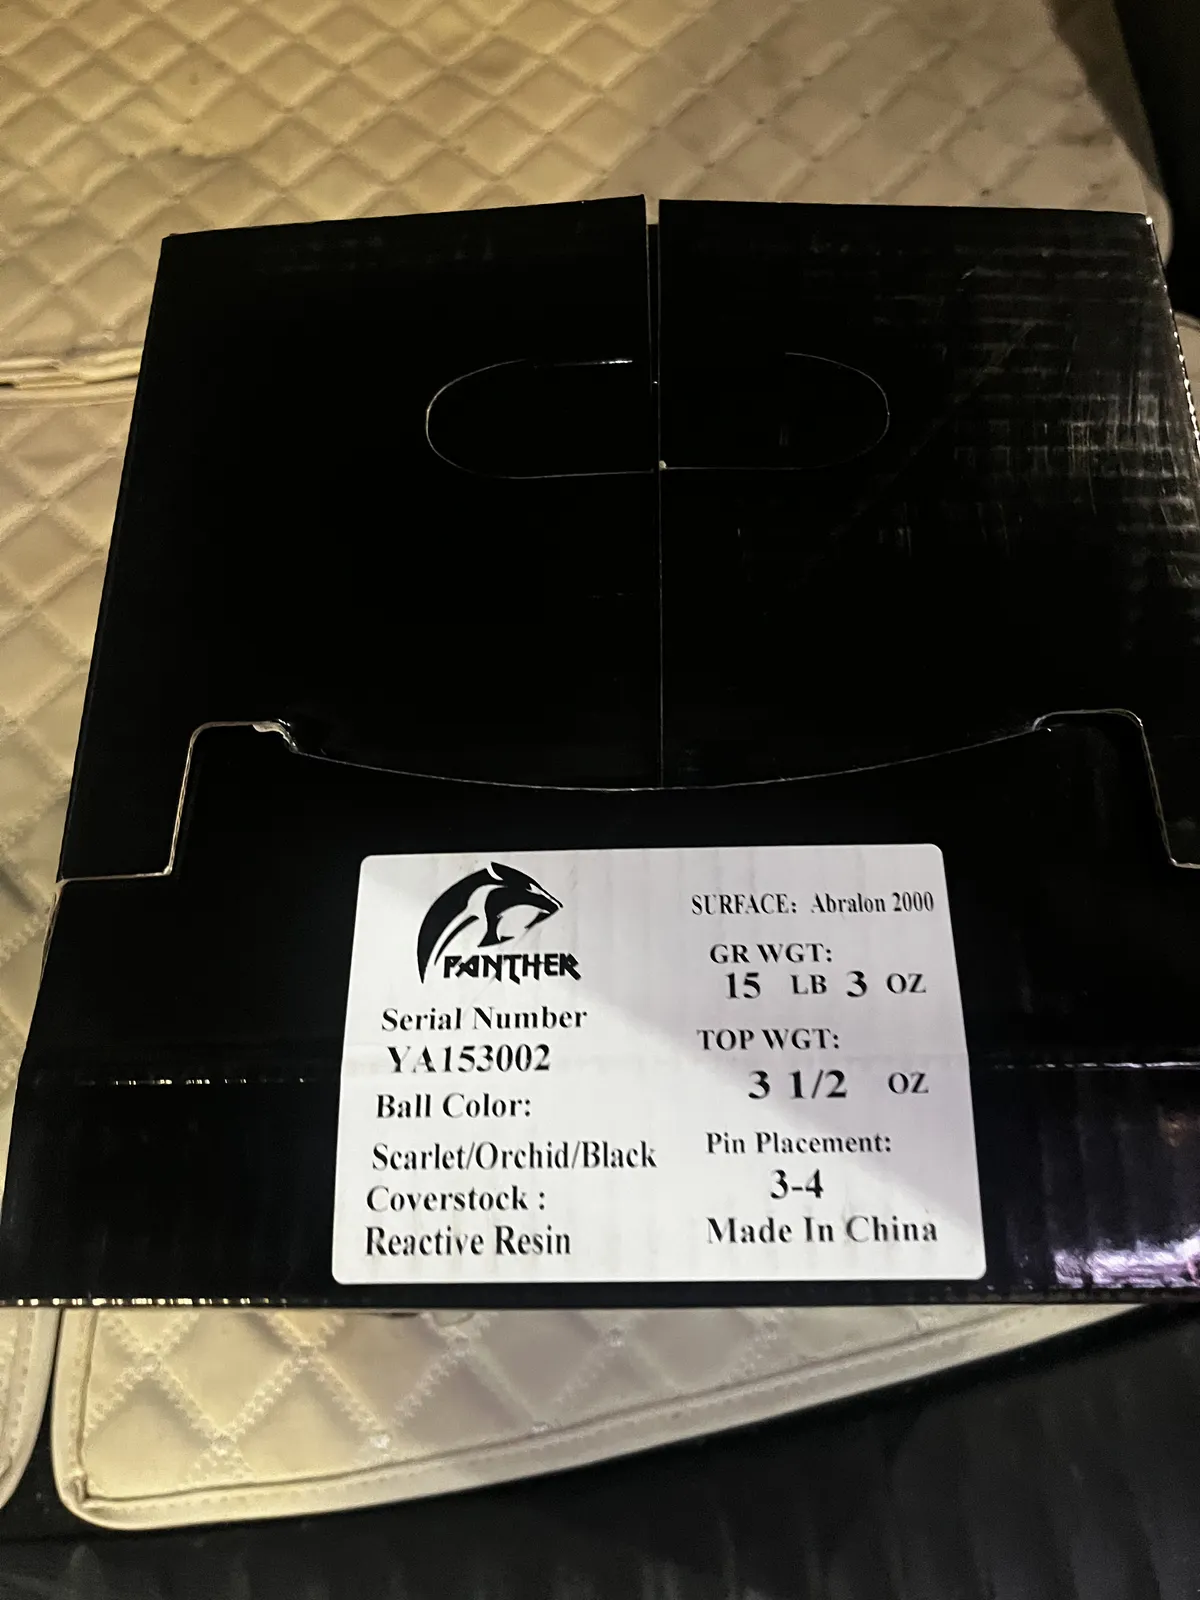 PANTHER
Serial Number
YA153002
Ball Color:
Scarlet/Orchid/Black
Coverstock :
Reactive Resin
SURFACE: Abralon 2000
GR WGT:
15 LB 3 OZ
TOP WGT:
3 1/2 OZ
Pin Placement:
3-4
Made In China